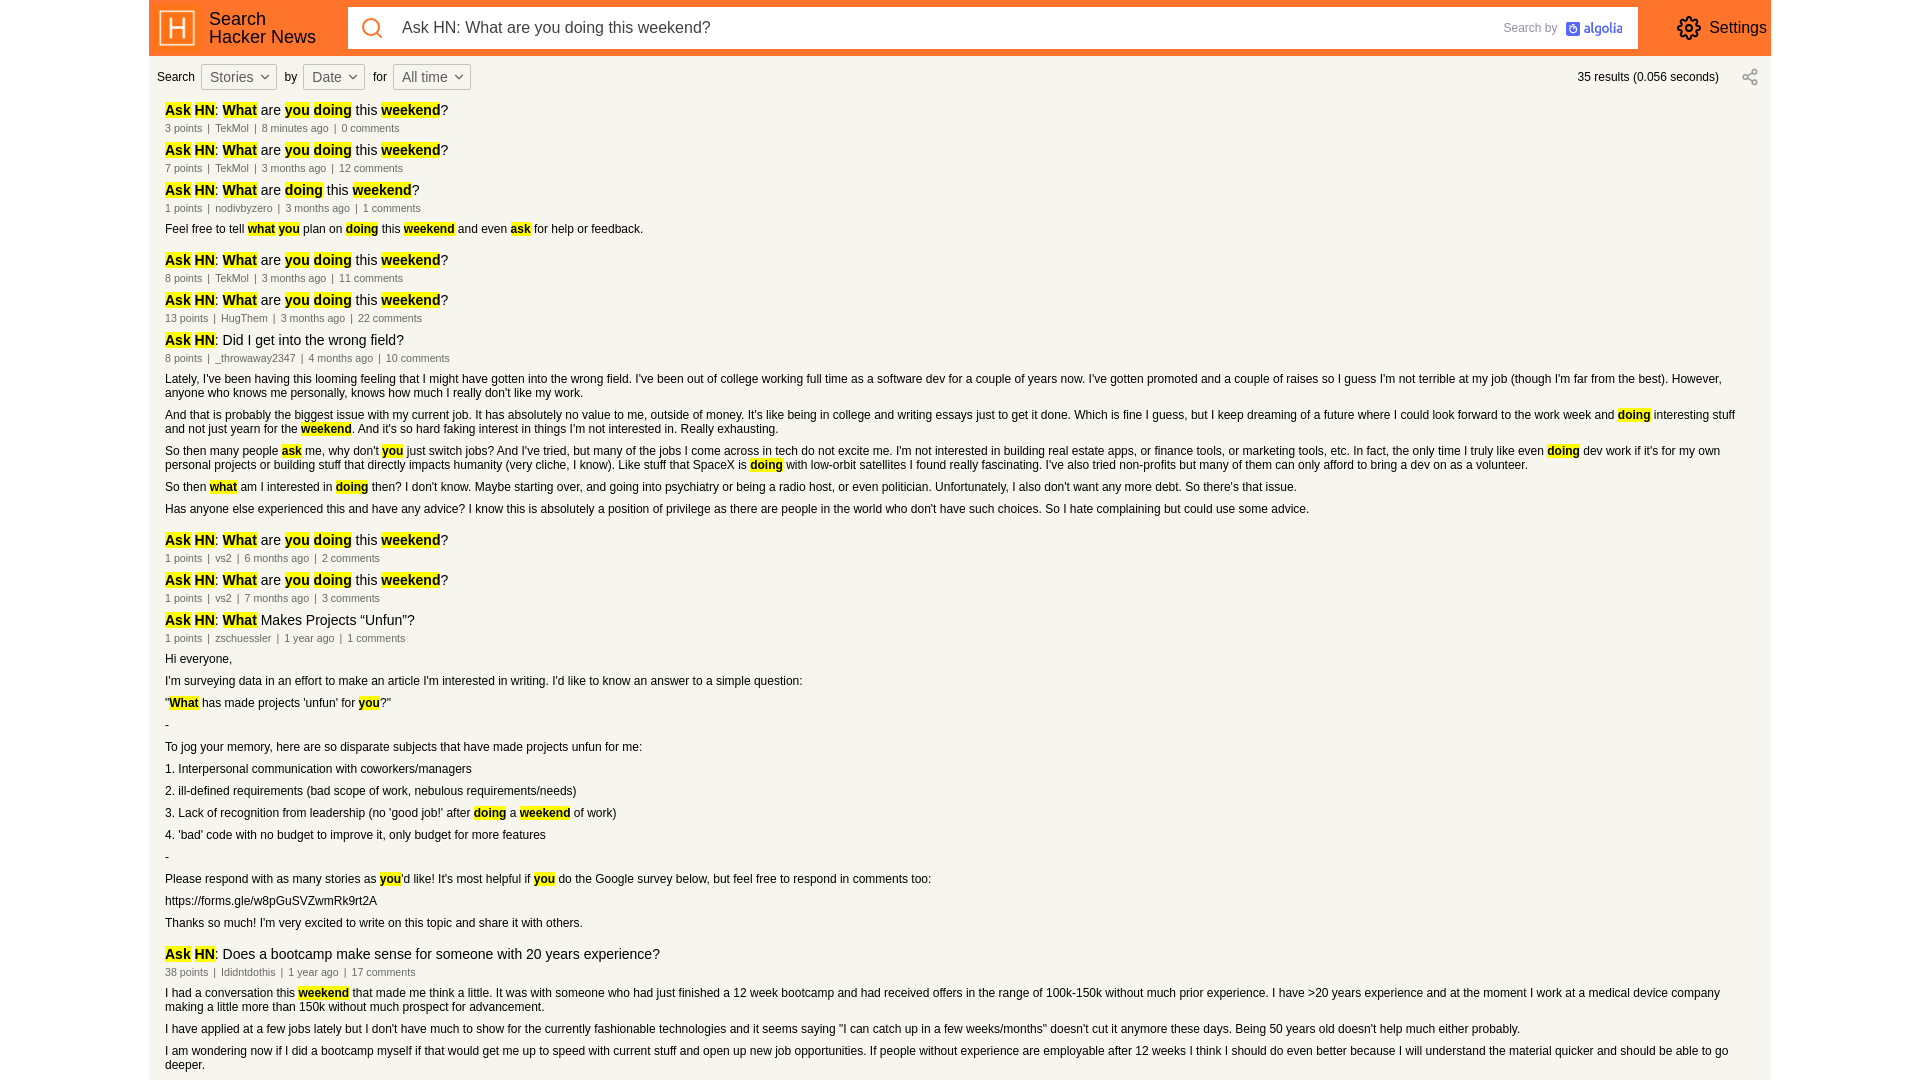 Search
Hacker News
Ask HN: What are you doing this weekend?
Search by algolia
Settings
Search Stories by Date for All time
35 results (0.056 seconds)
Ask HN: What are you doing this weekend?
3 points | TekMol | 8 minutes ago | 0 comments
Ask HN: What are you doing this weekend?
7 points | TekMol | 3 months ago | 12 comments
Ask HN: What are doing this weekend?
1 points | nodivbyzero | 3 months ago | 1 comments
Feel free to tell what you plan on doing this weekend and even ask for help or feedback.
Ask HN: What are you doing this weekend?
8 points | TekMol | 3 months ago | 11 comments
Ask HN: What are you doing this weekend?
13 points | HugThem | 3 months ago | 22 comments
Ask HN: Did I get into the wrong field?
8 points | _throwaway2347 | 4 months ago | 10 comments
Lately, I've been having this looming feeling that I might have gotten into the wrong field. I've been out of college working full time as a software dev for a couple of years now. I've gotten promoted and a couple of raises so I guess I'm not terrible at my job (though I'm far from the best). However,
anyone who knows me personally, knows how much I really don't like my work.
And that is probably the biggest issue with my current job. It has absolutely no value to me, outside of money. It's like being in college and writing essays just to get it done. Which is fine I guess, but I keep dreaming of a future where I could look forward to the work week and doing interesting stuff
and not just yearn for the weekend. And it's so hard faking interest in things I'm not interested in. Really exhausting.
So then many people ask me, why don't you just switch jobs? And I've tried, but many of the jobs I come across in tech do not excite me. I'm not interested in building real estate apps, or finance tools, or marketing tools, etc. In fact, the only time I truly like even doing dev work if it's for my own
personal projects or building stuff that directly impacts humanity (very cliche, I know). Like stuff that SpaceX is doing with low-orbit satellites I found really fascinating. I've also tried non-profits but many of them can only afford to bring a dev on as a volunteer.
So then what am I interested in doing then? I don't know. Maybe starting over, and going into psychiatry or being a radio host, or even politician. Unfortunately, I also don't want any more debt. So there's that issue.
Has anyone else experienced this and have any advice? I know this is absolutely a position of privilege as there are people in the world who don't have such choices. So I hate complaining but could use some advice.
Ask HN: What are you doing this weekend?
1 points | vs2 | 6 months ago | 2 comments
Ask HN: What are you doing this weekend?
1 points | vs2 | 7 months ago | 3 comments
Ask HN: What Makes Projects “Unfun”?
1 points | zschuessler | 1 year ago | 1 comments
Hi everyone,
I'm surveying data in an effort to make an article I'm interested in writing. I'd like to know an answer to a simple question:
"What has made projects 'unfun' for you?"
-
To jog your memory, here are so disparate subjects that have made projects unfun for me:
1. Interpersonal communication with coworkers/managers
2. ill-defined requirements (bad scope of work, nebulous requirements/needs)
3. Lack of recognition from leadership (no 'good job!' after doing a weekend of work)
4. 'bad' code with no budget to improve it, only budget for more features
-
Please respond with as many stories as you'd like! It's most helpful if you do the Google survey below, but feel free to respond in comments too:
https://forms.gle/w8pGuSVZwmRk9rt2A
Thanks so much! I'm very excited to write on this topic and share it with others.
Ask HN: Does a bootcamp make sense for someone with 20 years experience?
38 points | Ididntdothis | 1 year ago | 17 comments
I had a conversation this weekend that made me think a little. It was with someone who had just finished a 12 week bootcamp and had received offers in the range of 100k-150k without much prior experience. I have >20 years experience and at the moment I work at a medical device company
making a little more than 150k without much prospect for advancement.
I have applied at a few jobs lately but I don't have much to show for the currently fashionable technologies and it seems saying "I can catch up in a few weeks/months" doesn't cut it anymore these days. Being 50 years old doesn't help much either probably.
I am wondering now if I did a bootcamp myself if that would get me up to speed with current stuff and open up new job opportunities. If people without experience are employable after 12 weeks I think I should do even better because I will understand the material quicker and should be able to go
deeper.